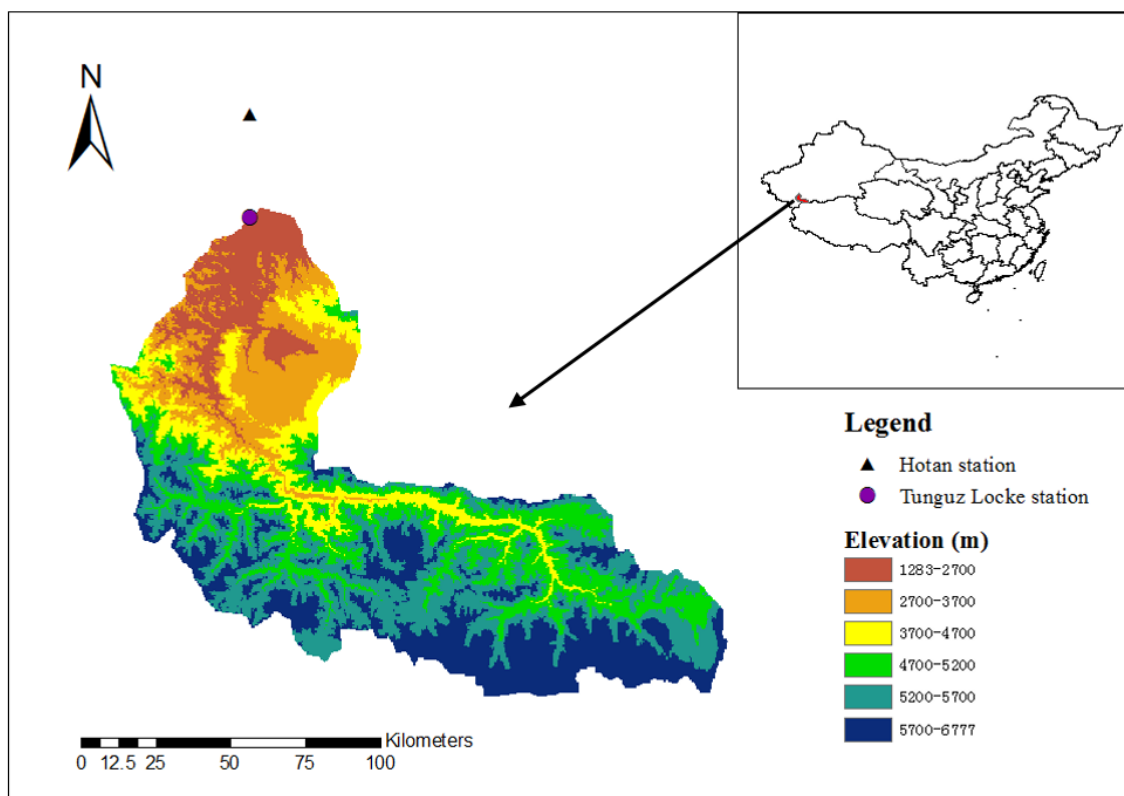 N
Legend
Hotan station
Tunguz Locke station
Elevation (m)
1283-2700
2700-3700
3700-4700
4700-5200
5200-5700
5700-6777
Kilometers
0 12.5 25 50 75 100